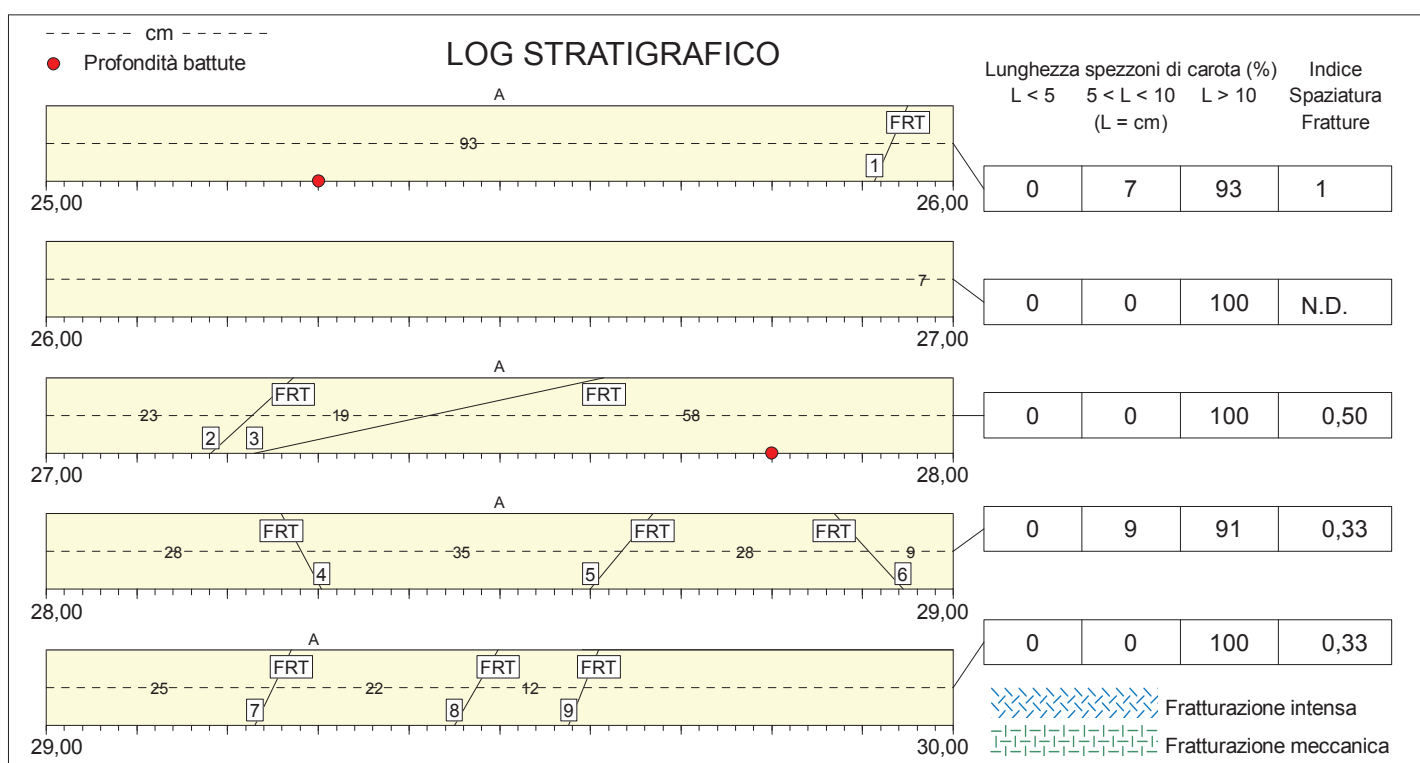 cm
Profondità battute
LOG STRATIGRAFICO
Lunghezza spezzoni di carota (%)
L < 5 5 < L < 10 L > 10
(L = cm)
Indice
Spaziatura
Fratture
A
FRT
93
1
25,00 26,00
0 7 93 1
7
26,00 27,00
0 0 100 N.D.
A
FRT FRT
23 19 58
2 3
27,00 28,00
0 0 100 0,50
A
FRT FRT FRT
28 35 28 9
4 5 6
28,00 29,00
0 9 91 0,33
A
FRT FRT FRT
25 22 12
7 8 9
29,00 30,00
0 0 100 0,33
Fratturazione intensa
Fratturazione meccanica